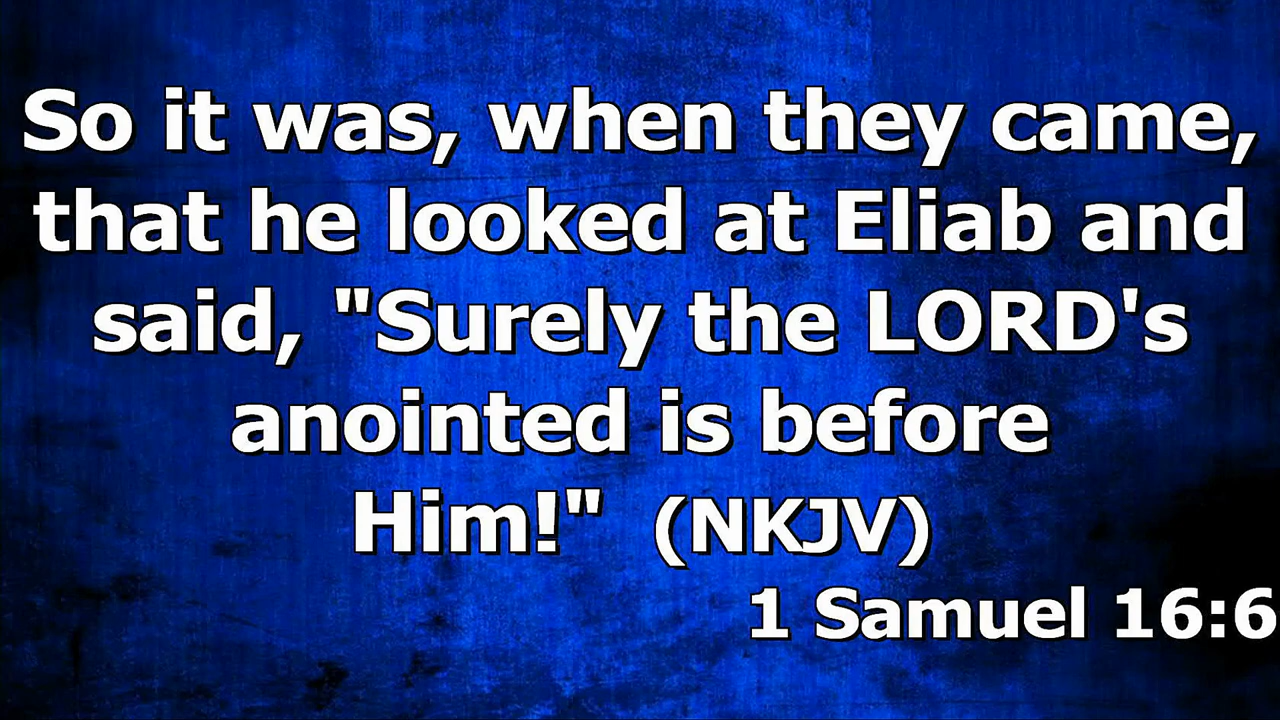 So it was, when they came,
that he looked at Eliab and
said, "Surely the LORD's
anointed is before
Him!"  (NKJV)
1 Samuel 16:6